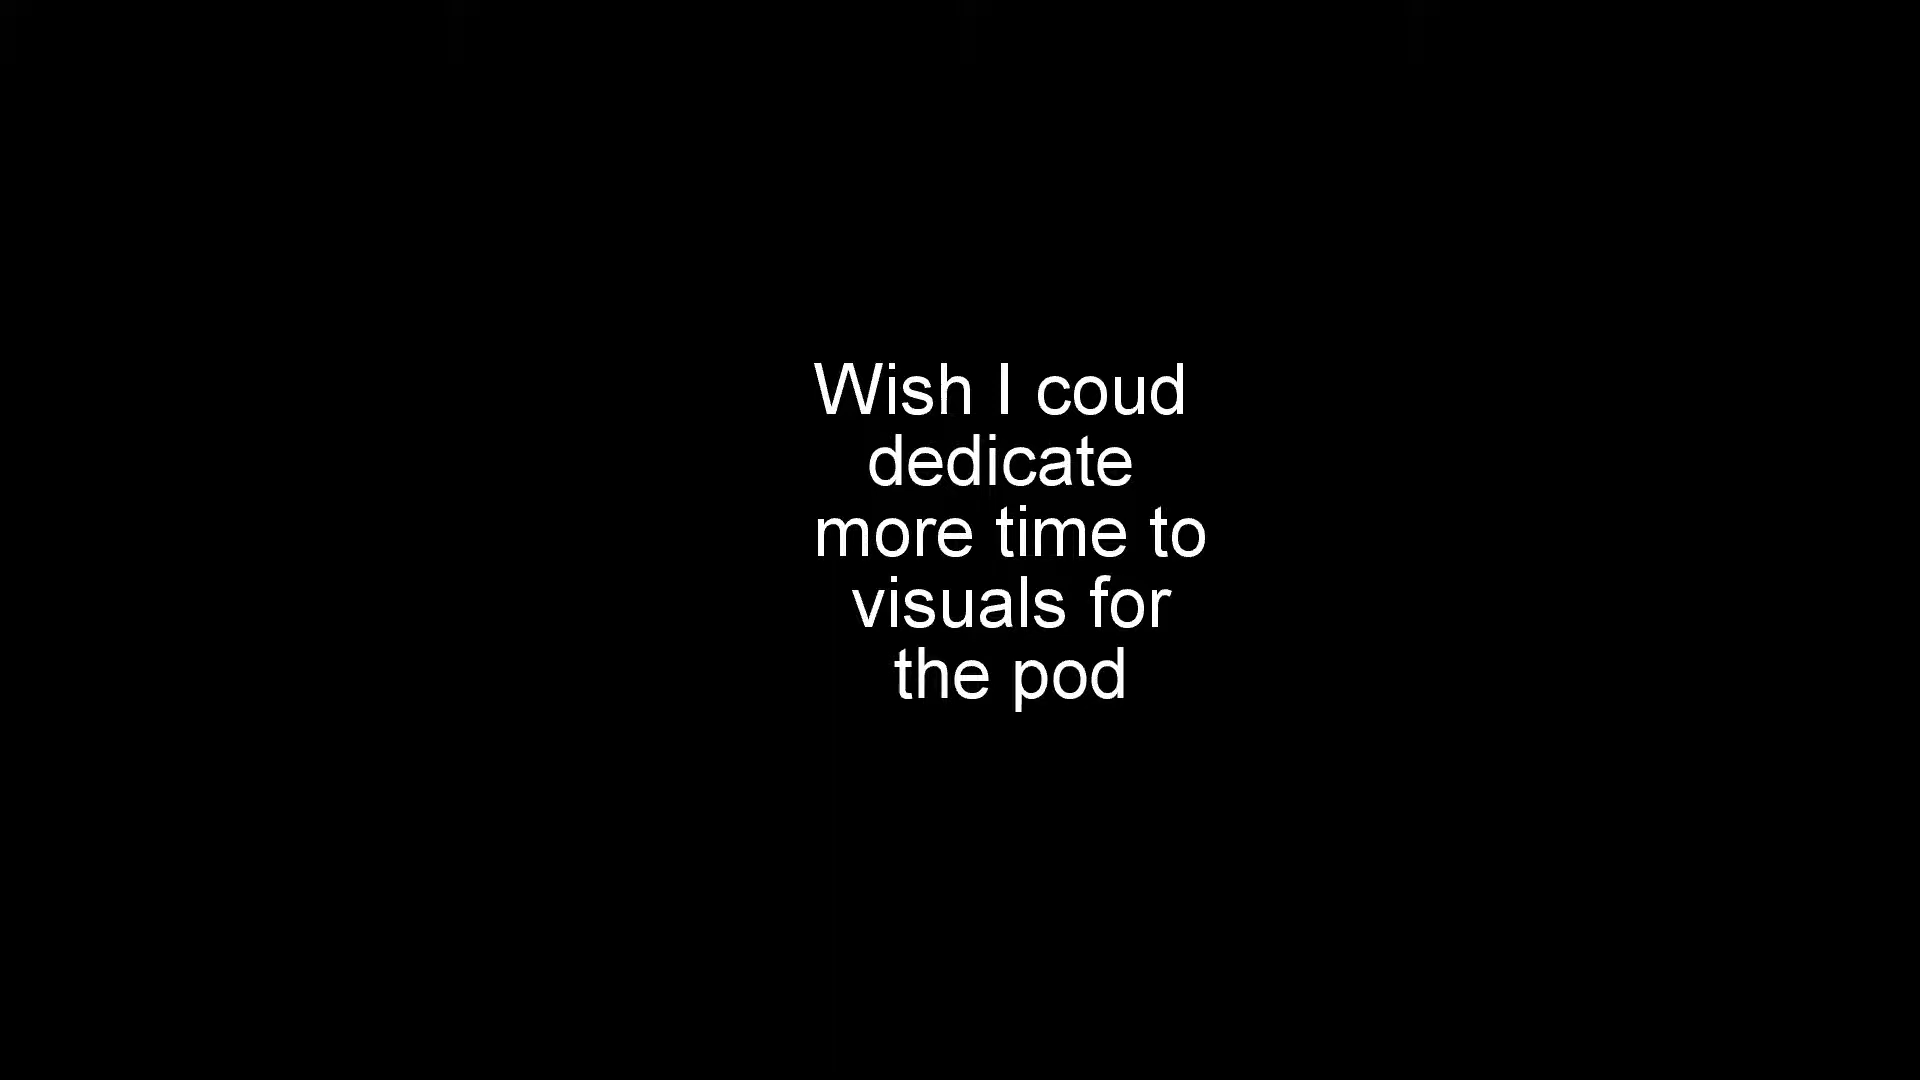 Wish I coud
dedicate
more time to
visuals for
the pod